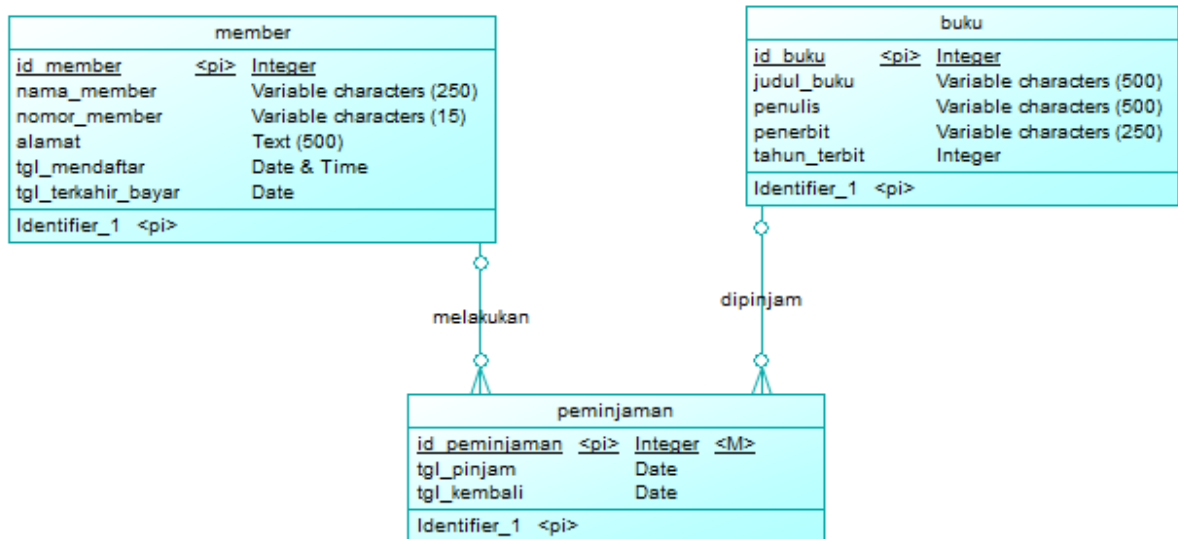 member
id_member <pi> Integer
nama_member Variable characters (250)
nomor_member Variable characters (15)
alamat Text (500)
tgl_mendaftar Date & Time
tgl_terkahir_bayar Date
Identifier_1 <pi>
buku
id_buku <pi> Integer
judul_buku Variable characters (500)
penulis Variable characters (500)
penerbit Variable characters (250)
tahun_terbit Integer
Identifier_1 <pi>
melakukan
dipinjam
peminjaman
id_peminjaman <pi> Integer <M>
tgl_pinjam Date
tgl_kembali Date
Identifier_1 <pi>